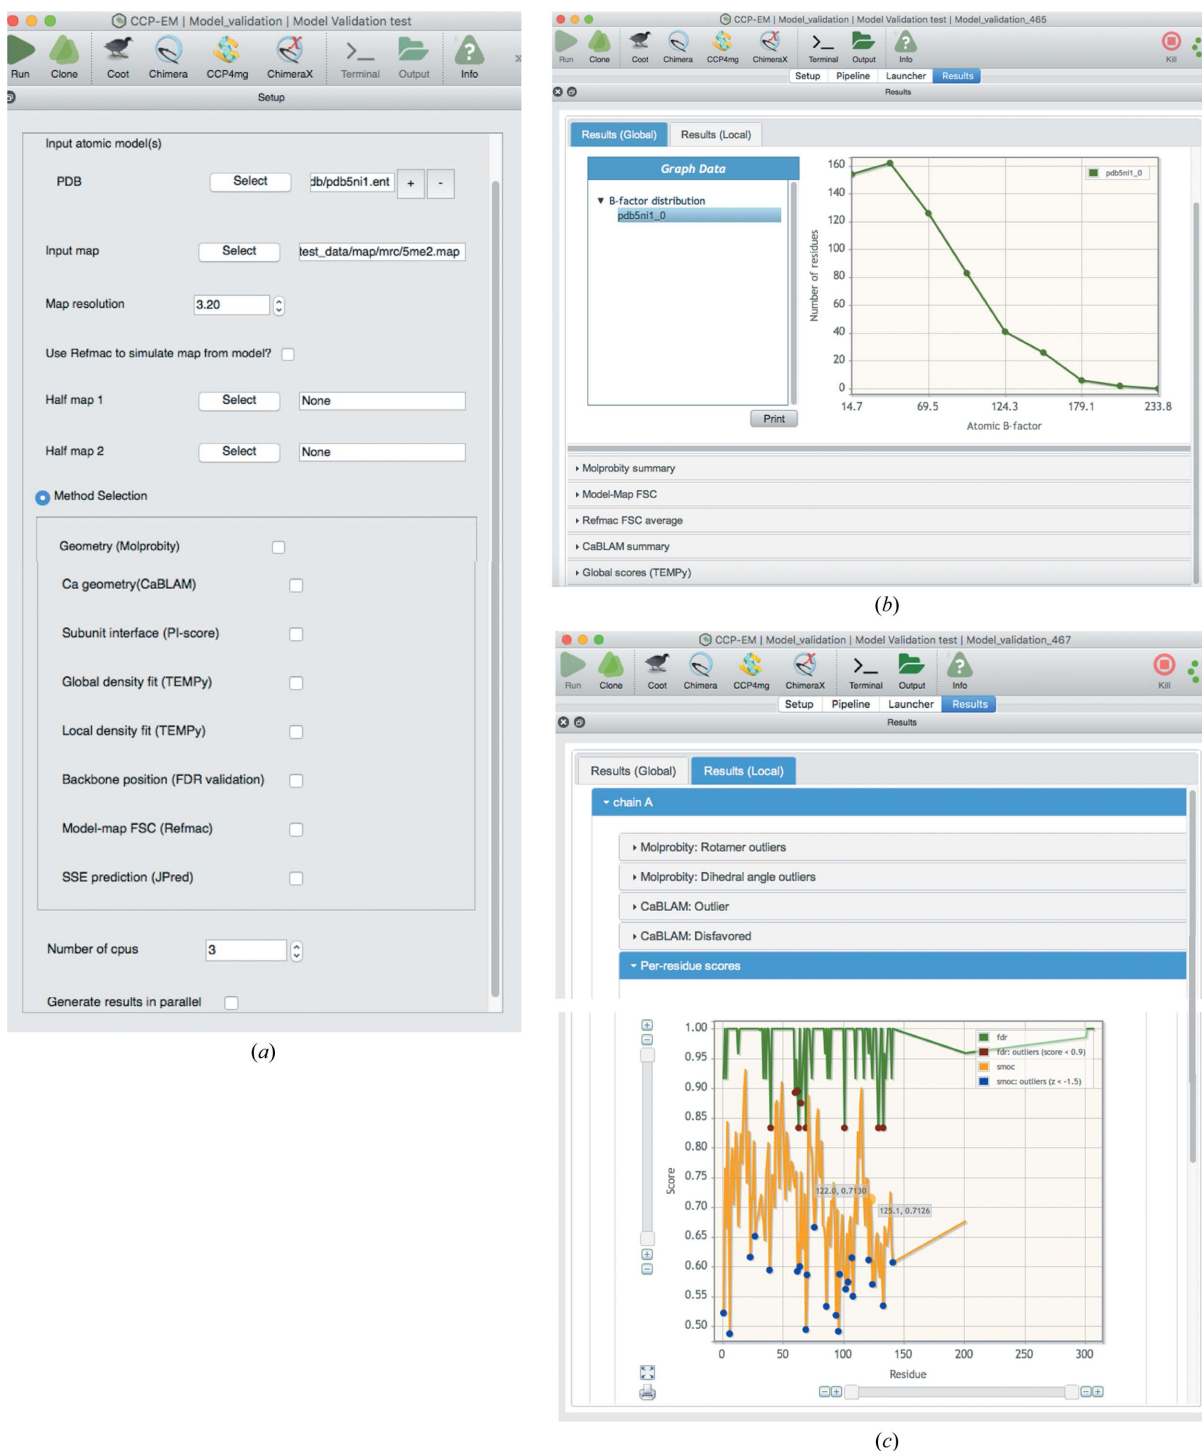 CCP-EM | Model_validation | Model Validation test
Run Clone Coot Chimera CCP4mg ChimeraX Terminal Output Info »
Setup
Input atomic model(s)
PDB Select db/pdb5ni1.ent + -
Input map Select test_data/map/mrc/5me2.map
Map resolution 3.20
Use Refmac to simulate map from model?
Half map 1 Select None
Half map 2 Select None
Method Selection
Geometry (Molprobity)
Ca geometry(CaBLAM)
Subunit interface (PI-score)
Global density fit (TEMPy)
Local density fit (TEMPy)
Backbone position (FDR validation)
Model-map FSC (Refmac)
SSE prediction (JPred)
Number of cpus 3
Generate results in parallel
(a)
CCP-EM | Model_validation | Model Validation test | Model_validation_465
Run Clone Coot Chimera CCP4mg ChimeraX Terminal Output Info Kill
Setup Pipeline Launcher Results
Results
Results (Global) Results (Local)
Graph Data
B-factor distribution
pdb5ni1_0
Print
pdb5ni1_0
Number of residues
160
140
120
100
80
60
40
20
0
14.7 69.5 124.3 179.1 233.8
Atomic B-factor
Molprobity summary
Model-Map FSC
Refmac FSC average
CaBLAM summary
Global scores (TEMPy)
(b)
CCP-EM | Model_validation | Model Validation test | Model_validation_467
Run Clone Coot Chimera CCP4mg ChimeraX Terminal Output Info Kill
Setup Pipeline Launcher Results
Results
Results (Global) Results (Local)
chain A
Molprobity: Rotamer outliers
Molprobity: Dihedral angle outliers
CaBLAM: Outlier
CaBLAM: Disfavored
Per-residue scores
fdr
fdr: outliers (score < 0.9)
smoc
smoc: outliers (z < -1.5)
Score
1.00
0.95
0.90
0.85
0.80
0.75
0.70
0.65
0.60
0.55
0.50
122.0, 0.7130
125.1, 0.7126
0 50 100 150 200 250 300
Residue
(c)